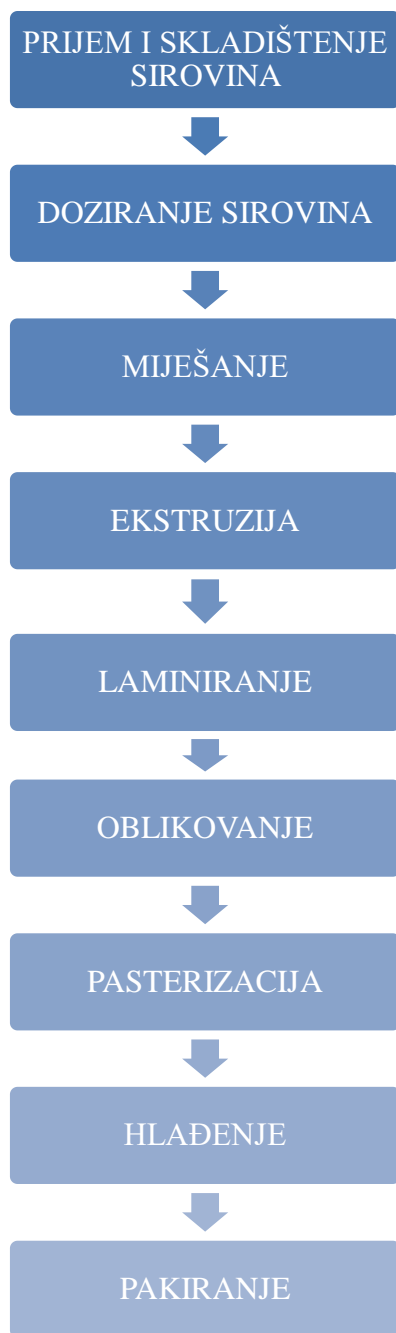 PRIJEM I SKLADIŠTENJE
SIROVINA
DOZIRANJE SIROVINA
MIJEŠANJE
EKSTRUZIJA
LAMINIRANJE
OBLIKOVANJE
PASTERIZACIJA
HLAĐENJE
PAKIRANJE